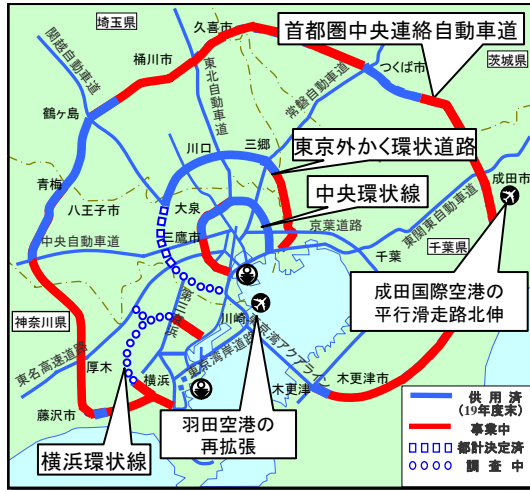 埼玉県
久喜市
首都圏中央連絡自動車道
関越自動車道
桶川市
東北自動車道
つくば市
茨城県
常磐自動車道
鶴ヶ島
川口
三郷
東京外かく環状道路
青梅
大泉
中央環状線
成田市
八王子市
東関東自動車道
三鷹市
京葉道路
中央自動車道
千葉
千葉県
成田国際空港の
平行滑走路北伸
神奈川県
第三京浜
川崎
東京湾アクアライン
東京湾岸道路
東名高速道路
厚木
横浜
木更津
木更津市
藤沢市
羽田空港の
再拡張
横浜環状線
供用済
(19年度末)
事業中
都計決定済
調査中